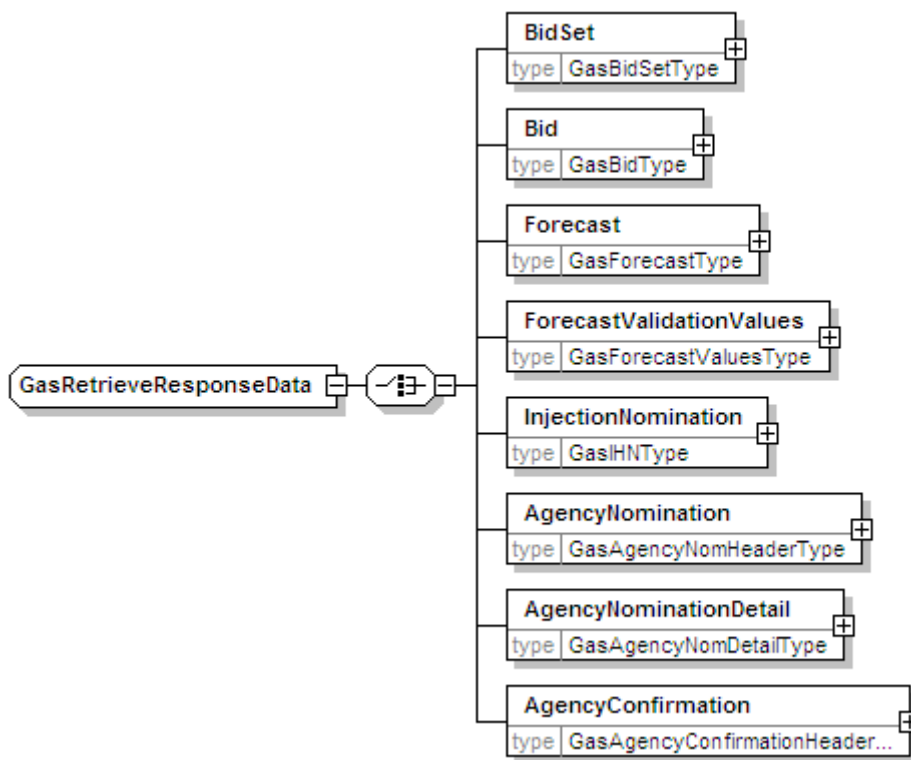 BidSet
type GasBidSetType
Bid
type GasBidType
Forecast
type GasForecastType
ForecastValidationValues
type GasForecastValuesType
GasRetrieveResponseData
InjectionNomination
type GasIHNType
AgencyNomination
type GasAgencyNomHeaderType
AgencyNominationDetail
type GasAgencyNomDetailType
AgencyConfirmation
type GasAgencyConfirmationHeader...